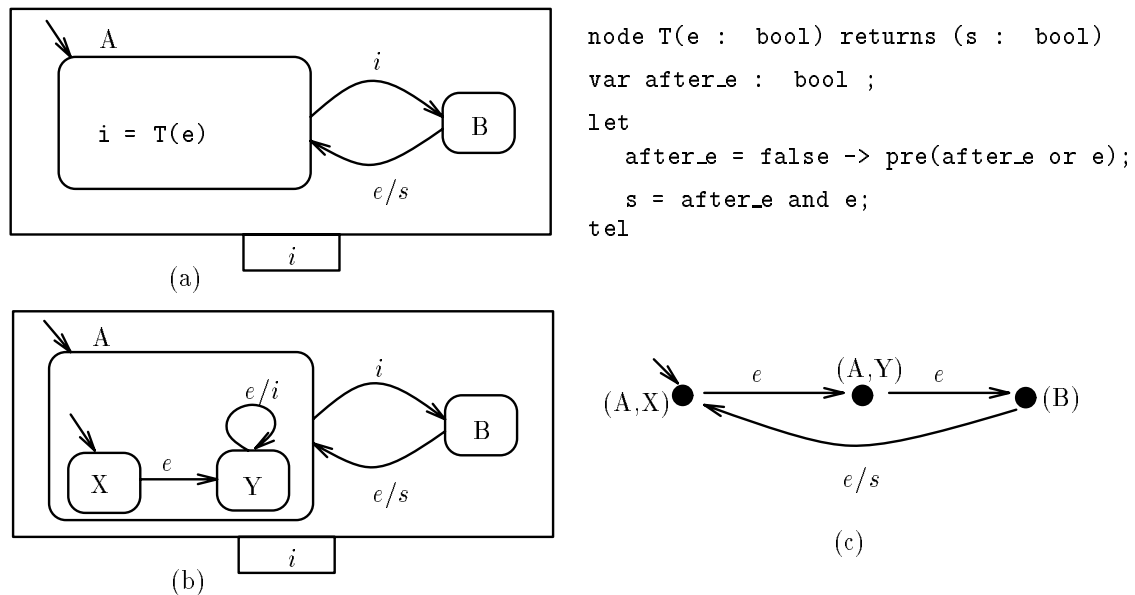 A
i
i = T(e)
B
e/s
i
(a)
node T(e : bool) returns (s : bool)
var after_e : bool ;
let
after_e = false -> pre(after_e or e);
s = after_e and e;
tel
A
i
e/i
B
X
e
Y
e/s
i
(b)
(A,X)
e
(A,Y)
e
(B)
e/s
(c)